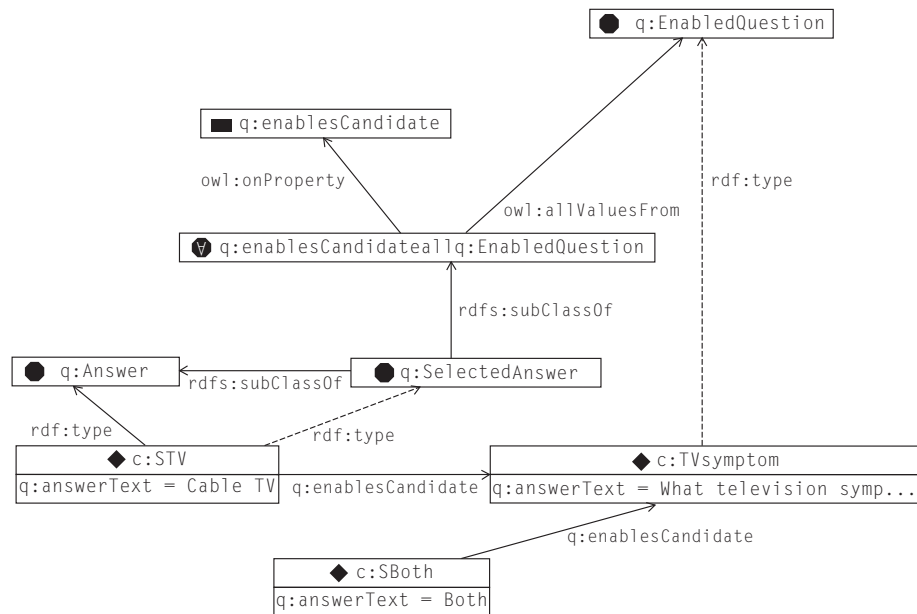 q:EnabledQuestion
q:enablesCandidate
owl:onProperty
rdf:type
owl:allValuesFrom
q:enablesCandidateallq:EnabledQuestion
rdfs:subClassOf
q:Answer
rdfs:subClassOf
q:SelectedAnswer
rdf:type
rdf:type
c:STV
q:answerText = Cable TV
q:enablesCandidate
c:TVsymptom
q:answerText = What television symp...
q:enablesCandidate
c:SBoth
q:answerText = Both